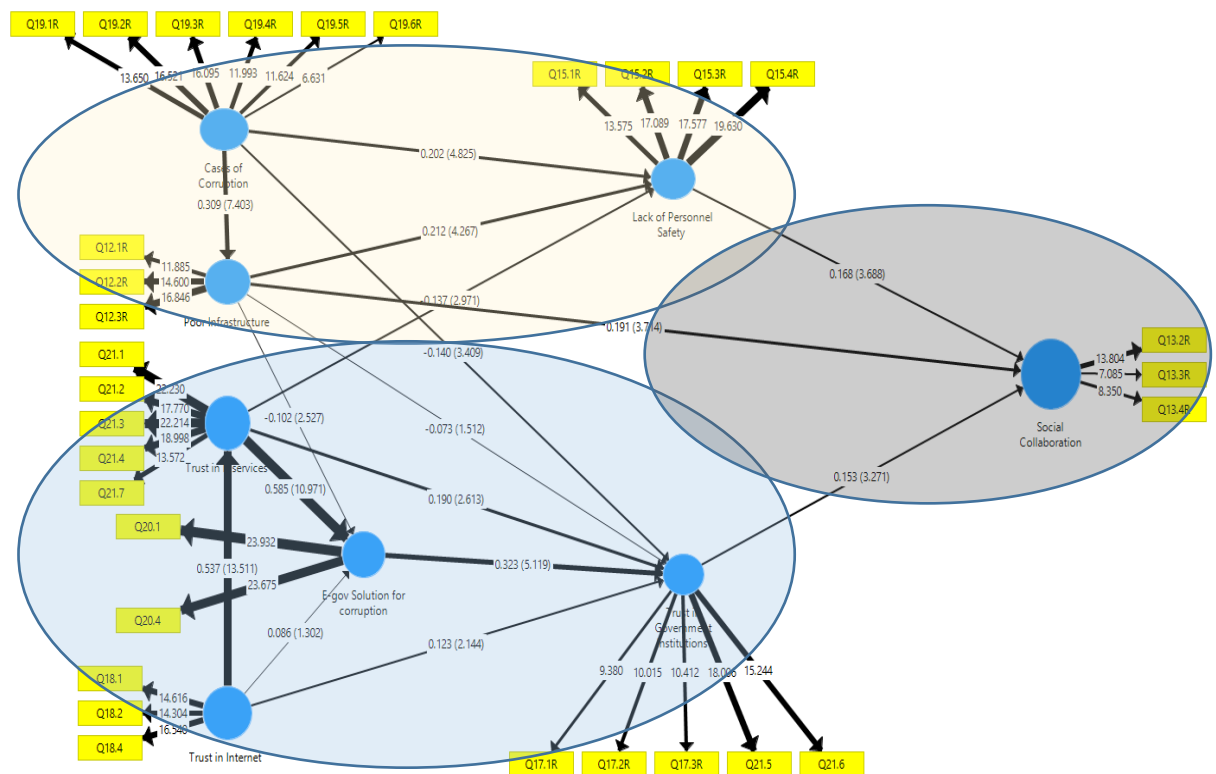 Q19.1R Q19.2R Q19.3R Q19.4R Q19.5R Q19.6R
13.650 16.521 16.095 11.993 11.624 6.631
Q15.1R Q15.2R Q15.3R Q15.4R
13.575 17.089 17.577 19.630
Cases of
Corruption
0.202 (4.825)
0.309 (7.403)
Lack of Personnel
Safety
0.212 (4.267)
Q12.1R
Q12.2R
Q12.3R
11.885
14.600
16.846
Poor Infrastructure
-0.137 (2.971)
0.168 (3.688)
0.191 (3.714)
-0.140 (3.409)
Q13.2R
Q13.3R
Q13.4R
13.804
7.085
8.350
Social
Collaboration
Q21.1
Q21.2
Q21.3
Q21.4
Q21.7
22.230
17.770
22.214
18.998
13.572
Trust in services
-0.102 (2.527)
-0.073 (1.512)
0.585 (10.971)
0.190 (2.613)
0.153 (3.271)
Q20.1
23.932
0.537 (13.511)
23.675
Q20.4
E-gov Solution for
corruption
0.323 (5.119)
Trust in
Government
Institutions
0.086 (1.302)
0.123 (2.144)
Q18.1
Q18.2
Q18.4
14.616
14.304
16.540
Trust in Internet
9.380 10.015 10.412 18.006 15.244
Q17.1R Q17.2R Q17.3R Q21.5 Q21.6